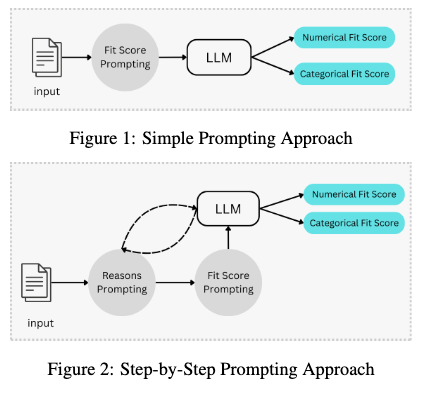 Fit Score
Prompting
LLM
Numerical Fit Score
Categorical Fit Score
input
Figure 1: Simple Prompting Approach
LLM
Numerical Fit Score
Categorical Fit Score
Reasons
Prompting
Fit Score
Prompting
input
Figure 2: Step-by-Step Prompting Approach